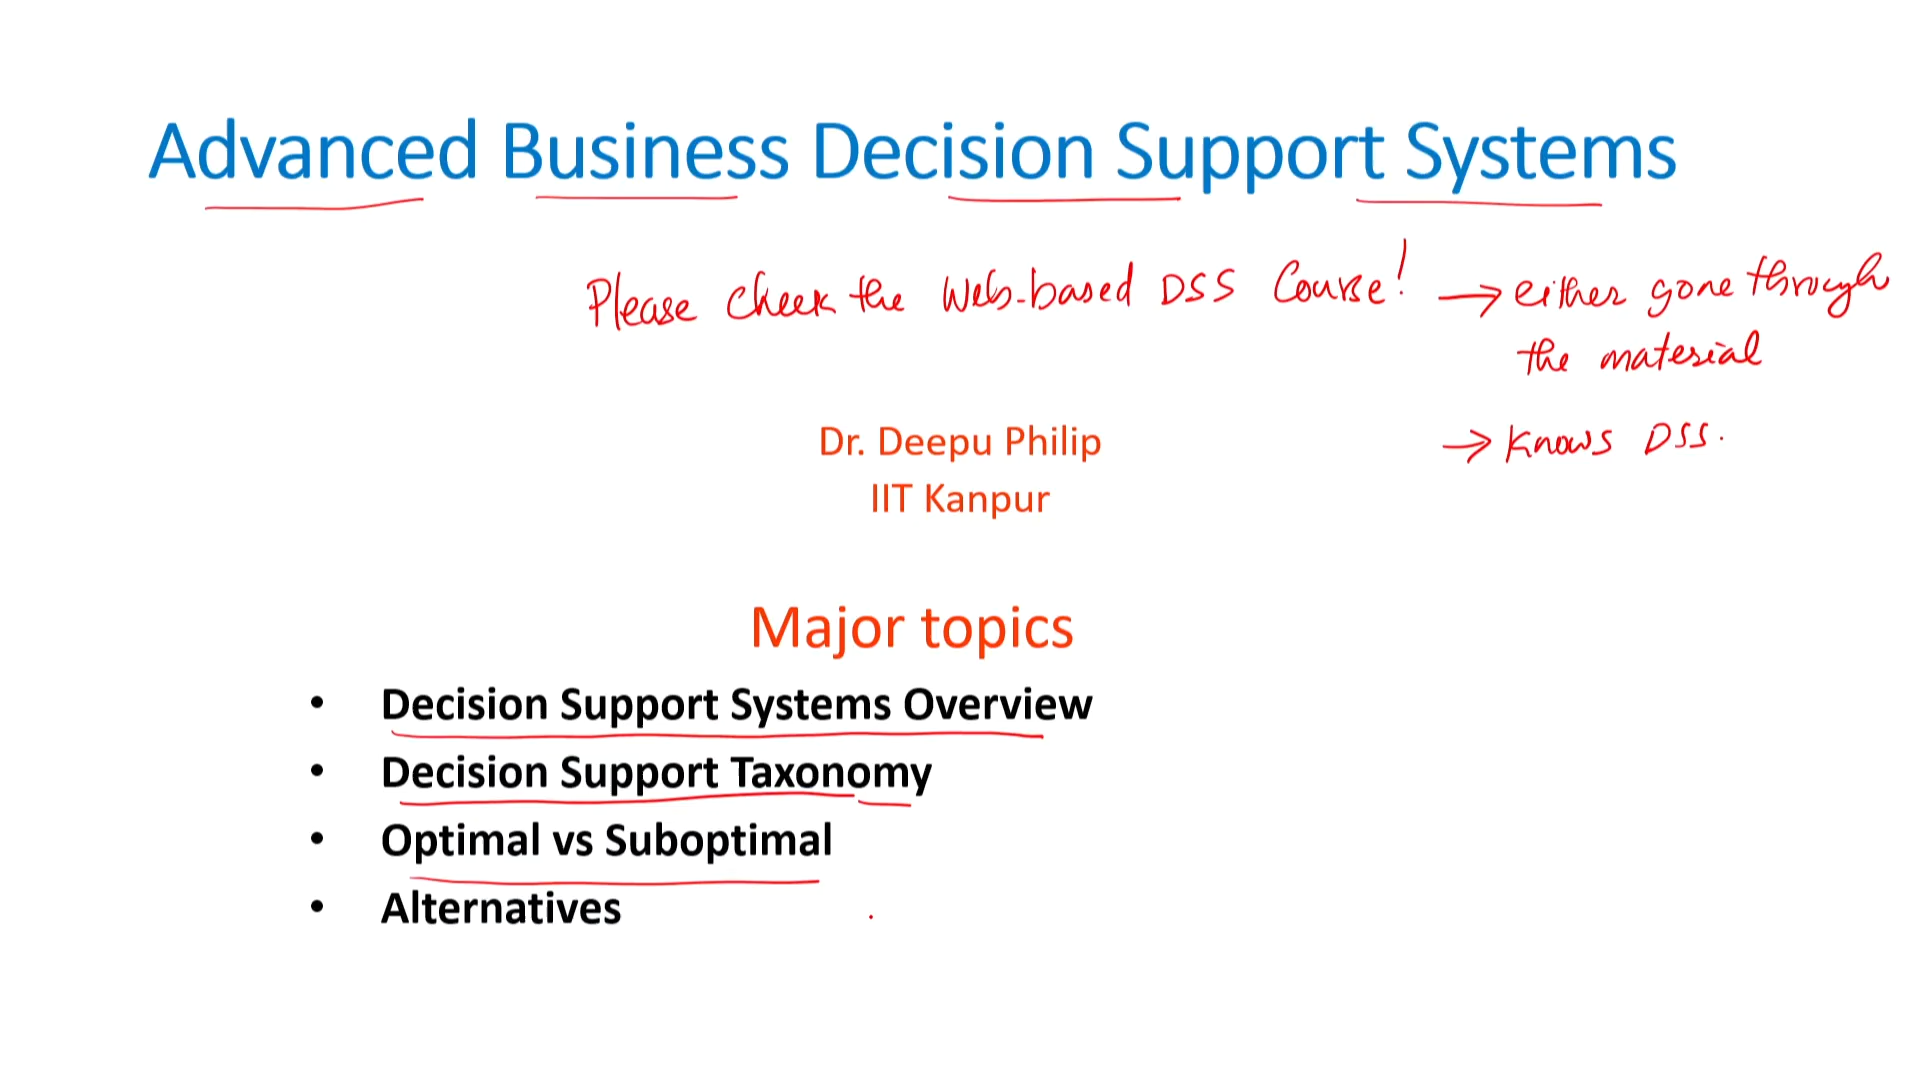 Advanced Business Decision Support Systems
Please check the Web-based DSS Course! → either gone through
the material
→ Knows DSS.
Dr. Deepu Philip
IIT Kanpur
Major topics
• Decision Support Systems Overview
• Decision Support Taxonomy
• Optimal vs Suboptimal
• Alternatives